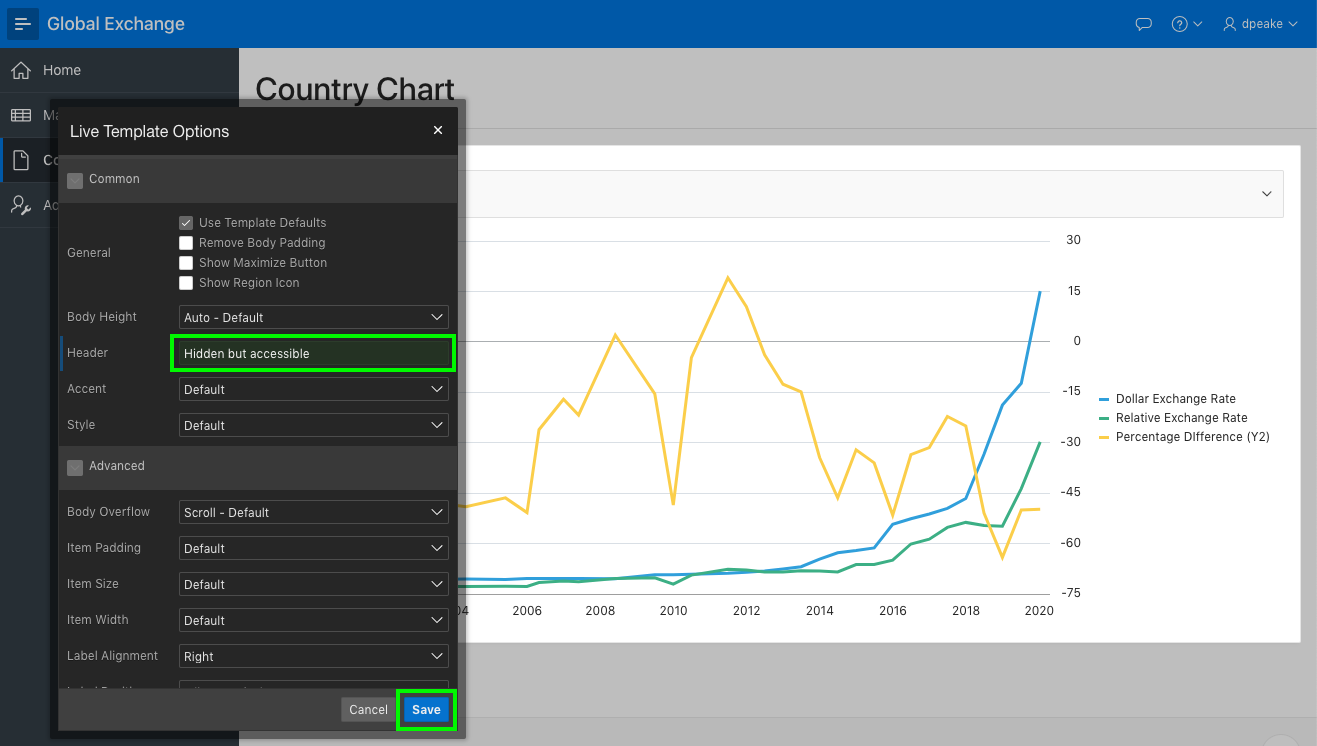 Global Exchange
dpeake
Home
Country Chart
Ma
Live Template Options
Co
Common
Ad
General
Use Template Defaults
Remove Body Padding
Show Maximize Button
Show Region Icon
Body Height
Auto - Default
Header
Hidden but accessible
Accent
Default
Style
Default
Advanced
Body Overflow
Scroll - Default
Item Padding
Default
Item Size
Default
Item Width
Default
Label Alignment
Right
Cancel
Save
30
15
0
-15
-30
-45
-60
-75
Dollar Exchange Rate
Relative Exchange Rate
Percentage DIfference (Y2)
04
2006
2008
2010
2012
2014
2016
2018
2020